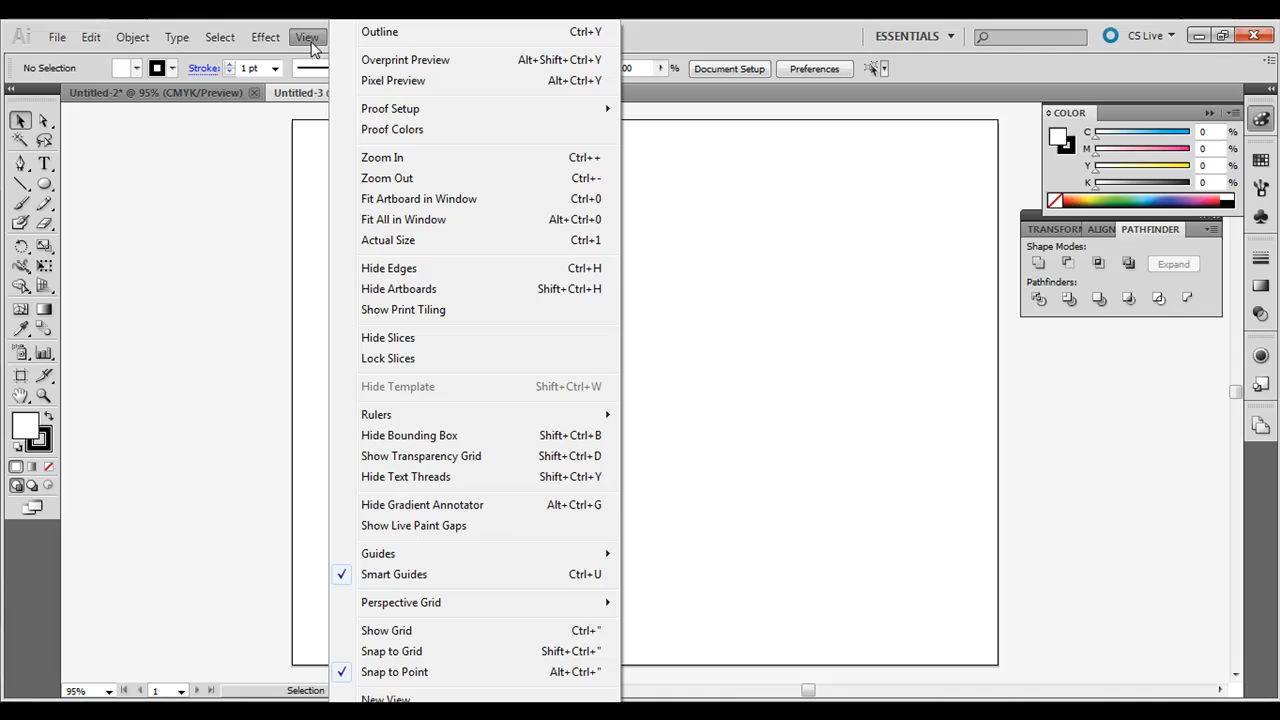 Ai File Edit Object Type Select Effect View ESSENTIALS CS Live
No Selection Stroke: 1 pt 00 % Document Setup Preferences
Untitled-2* @ 95% (CMYK/Preview) Untitled-3 (
Outline Ctrl+Y
Overprint Preview Alt+Shift+Ctrl+Y
Pixel Preview Alt+Ctrl+Y
Proof Setup
Proof Colors
Zoom In Ctrl++
Zoom Out Ctrl+-
Fit Artboard in Window Ctrl+0
Fit All in Window Alt+Ctrl+0
Actual Size Ctrl+1
Hide Edges Ctrl+H
Hide Artboards Shift+Ctrl+H
Show Print Tiling
Hide Slices
Lock Slices
Hide Template Shift+Ctrl+W
Rulers
Hide Bounding Box Shift+Ctrl+B
Show Transparency Grid Shift+Ctrl+D
Hide Text Threads Shift+Ctrl+Y
Hide Gradient Annotator Alt+Ctrl+G
Show Live Paint Gaps
Guides
Smart Guides Ctrl+U
Perspective Grid
Show Grid Ctrl+"
Snap to Grid Shift+Ctrl+"
Snap to Point Alt+Ctrl+"
New View
COLOR
C 0 %
M 0 %
Y 0 %
K 0 %
TRANSFORM ALIGN PATHFINDER
Shape Modes:
Expand
Pathfinders:
95% 1 Selection